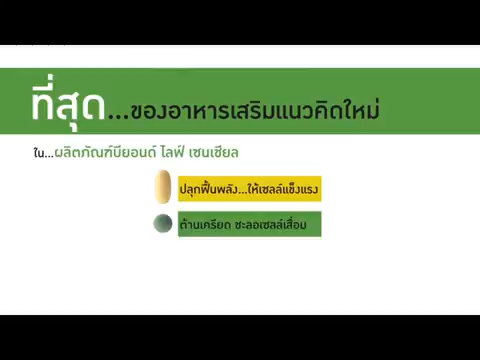 ที่สุด...ของอาหารเสริมแนวคิดใหม่
ใน...ผลิตภัณฑ์บียอนด์ ไลฟ์ เซนเชียล
ปลุกฟื้นพลัง...ให้เซลล์แข็งแรง
ต้านเครียด ชะลอเซลล์เสื่อม